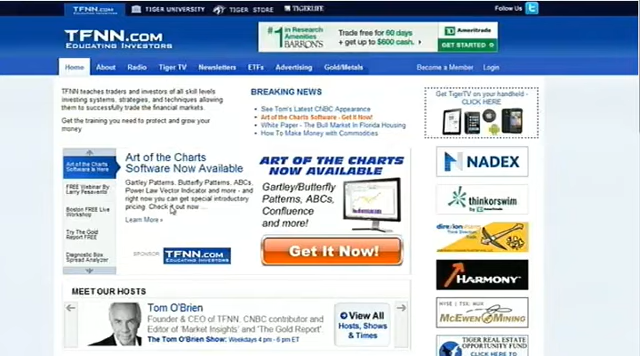 TFNN.COM
TIGER UNIVERSITY
TIGER STORE
TIGERLIFE
Follow Us
TFNN.COM
EDUCATING INVESTORS
#1 in Research Amenities BARRON'S
Trade free for 60 days
+ get up to $600 cash.
Ameritrade
GET STARTED
Home
About
Radio
Tiger TV
Newsletters
ETFs
Advertising
Gold/Metals
Become a Member
Login
TFNN teaches traders and investors of all skill levels
investing systems, strategies, and techniques allowing
them to successfully trade the financial markets.
Get the training you need to protect and grow your
money
BREAKING NEWS
See Tom's Latest CNBC Appearance
Art of the Charts Software - Get It Now!
White Paper - The Bull Market in Florida Housing
How To Make Money with Commodities
Get TigerTV on your handheld -
CLICK HERE
Art of the Charts
Software is Here
FREE Webinar By
Larry Pesavento
Boston FREE Live
Workshop
Try The Gold
Report FREE
Diagnostic Box
Spread Analyzer
Art of the Charts
Software Now Available
Gartley Patterns, Butterfly Patterns, ABCs,
Power Law Vector Indicator and more - and
right now you can get special introductory
pricing. Check it out now ...
Learn More
SPONSOR
TFNN.COM
EDUCATING INVESTORS
ART OF THE CHARTS
NOW AVAILABLE
Gartley/Butterfly
Patterns, ABCs,
Confluence
and more!
Get It Now!
NADEX
thinkorswim
direxion
HARMONY
NYSE | TSX: MUX
MCEWEN MINING
TIGER REAL ESTATE
OPPORTUNITY FUND
CLICK HERE TO
MEET OUR HOSTS
Tom O'Brien
Founder & CEO of TFNN, CNBC contributor and
Editor of 'Market Insights' and 'The Gold Report'.
The Tom O'Brien Show: Weekdays 4 pm - 6 pm ET
View All
Hosts, Shows
& Times